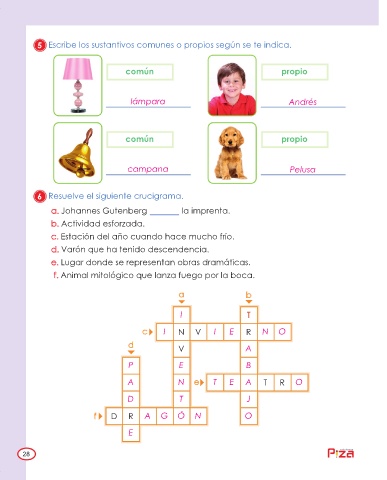 5 Escribe los sustantivos comunes o propios según se te indica.
común
propio
lámpara
Andrés
común
propio
campana
Pelusa
6 Resuelve el siguiente crucigrama.
a. Johannes Gutenberg ______ la imprenta.
b. Actividad esforzada.
c. Estación del año cuando hace mucho frío.
d. Varón que ha tenido descendencia.
e. Lugar donde se representan obras dramáticas.
f. Animal mitológico que lanza fuego por la boca.
a b
I T
c I N V I E R N O
d V A
P E B
A N e T E A T R O
D T J
f D R A G Ó N O
E
28
Piza